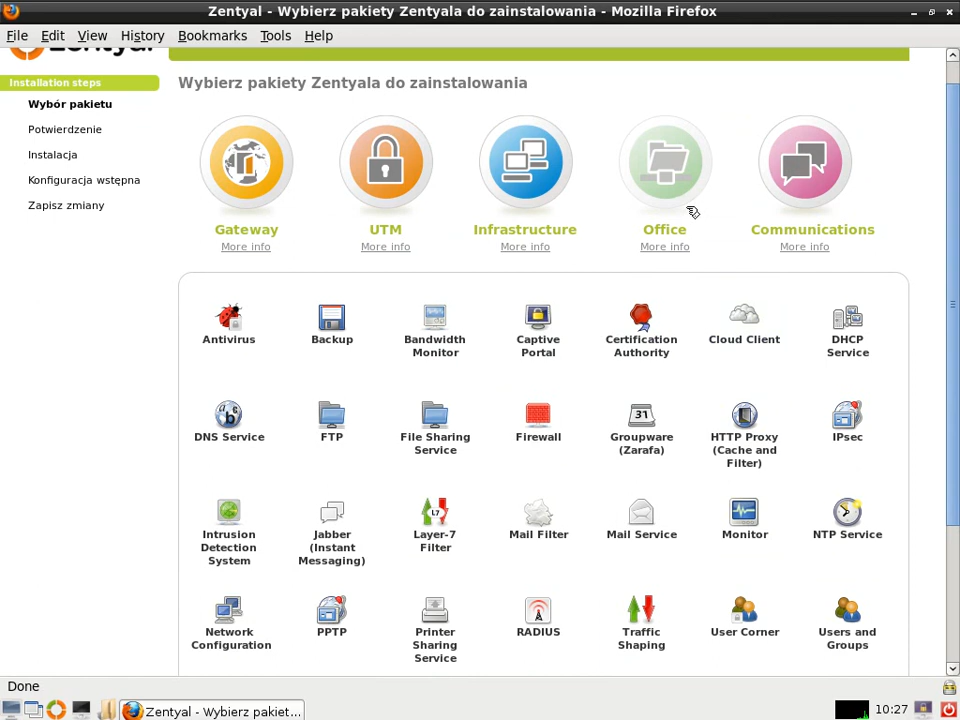 Zentyal - Wybierz pakiety Zentyala do zainstalowania - Mozilla Firefox
File Edit View History Bookmarks Tools Help
Installation steps
Wybór pakietu
Potwierdzenie
Instalacja
Konfiguracja wstępna
Zapisz zmiany
Wybierz pakiety Zentyala do zainstalowania
Gateway UTM Infrastructure Office Communications
More info More info More info More info More info
Antivirus
Backup
Bandwidth
Monitor
Captive
Portal
Certification
Authority
Cloud Client
DHCP
Service
DNS Service
FTP
File Sharing
Service
Firewall
31
Groupware
(Zarafa)
HTTP Proxy
(Cache and
Filter)
IPsec
Intrusion
Detection
System
Jabber
(Instant
Messaging)
L7
Layer-7
Filter
Mail Filter
Mail Service
Monitor
NTP Service
Network
Configuration
PPTP
Printer
Sharing
Service
RADIUS
Traffic
Shaping
User Corner
Users and
Groups
Done
Zentyal - Wybierz pakiet...
10:27